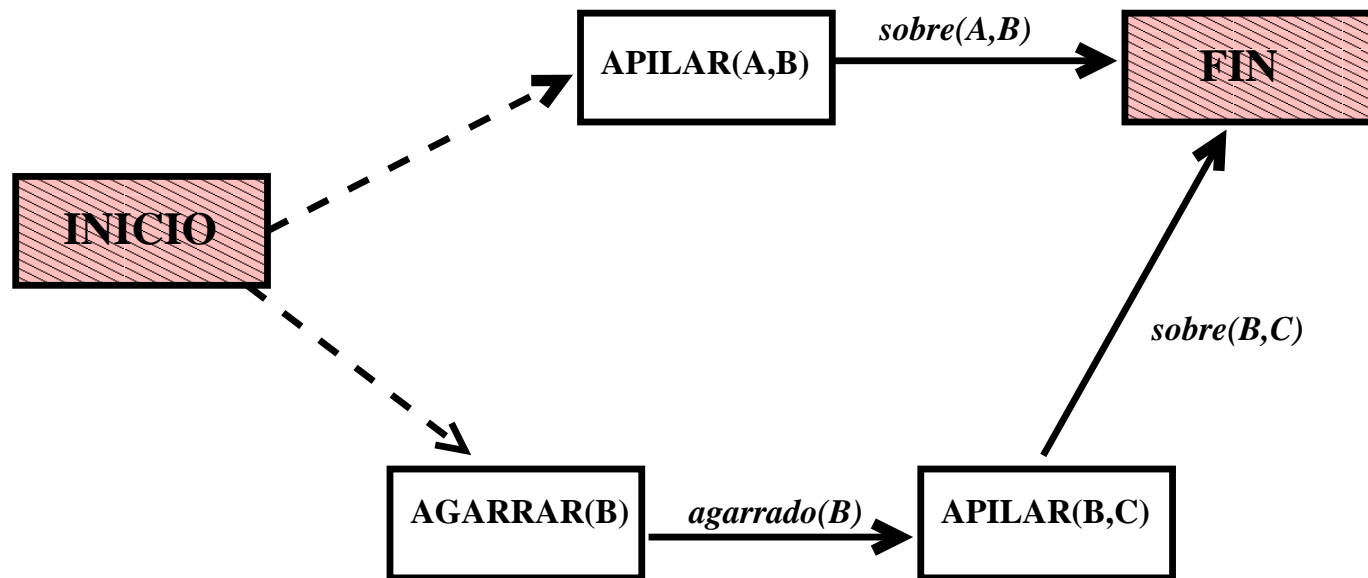 sobre(A,B)
APILAR(A,B)
FIN
INICIO
sobre(B,C)
AGARRAR(B)
agarrado(B)
APILAR(B,C)